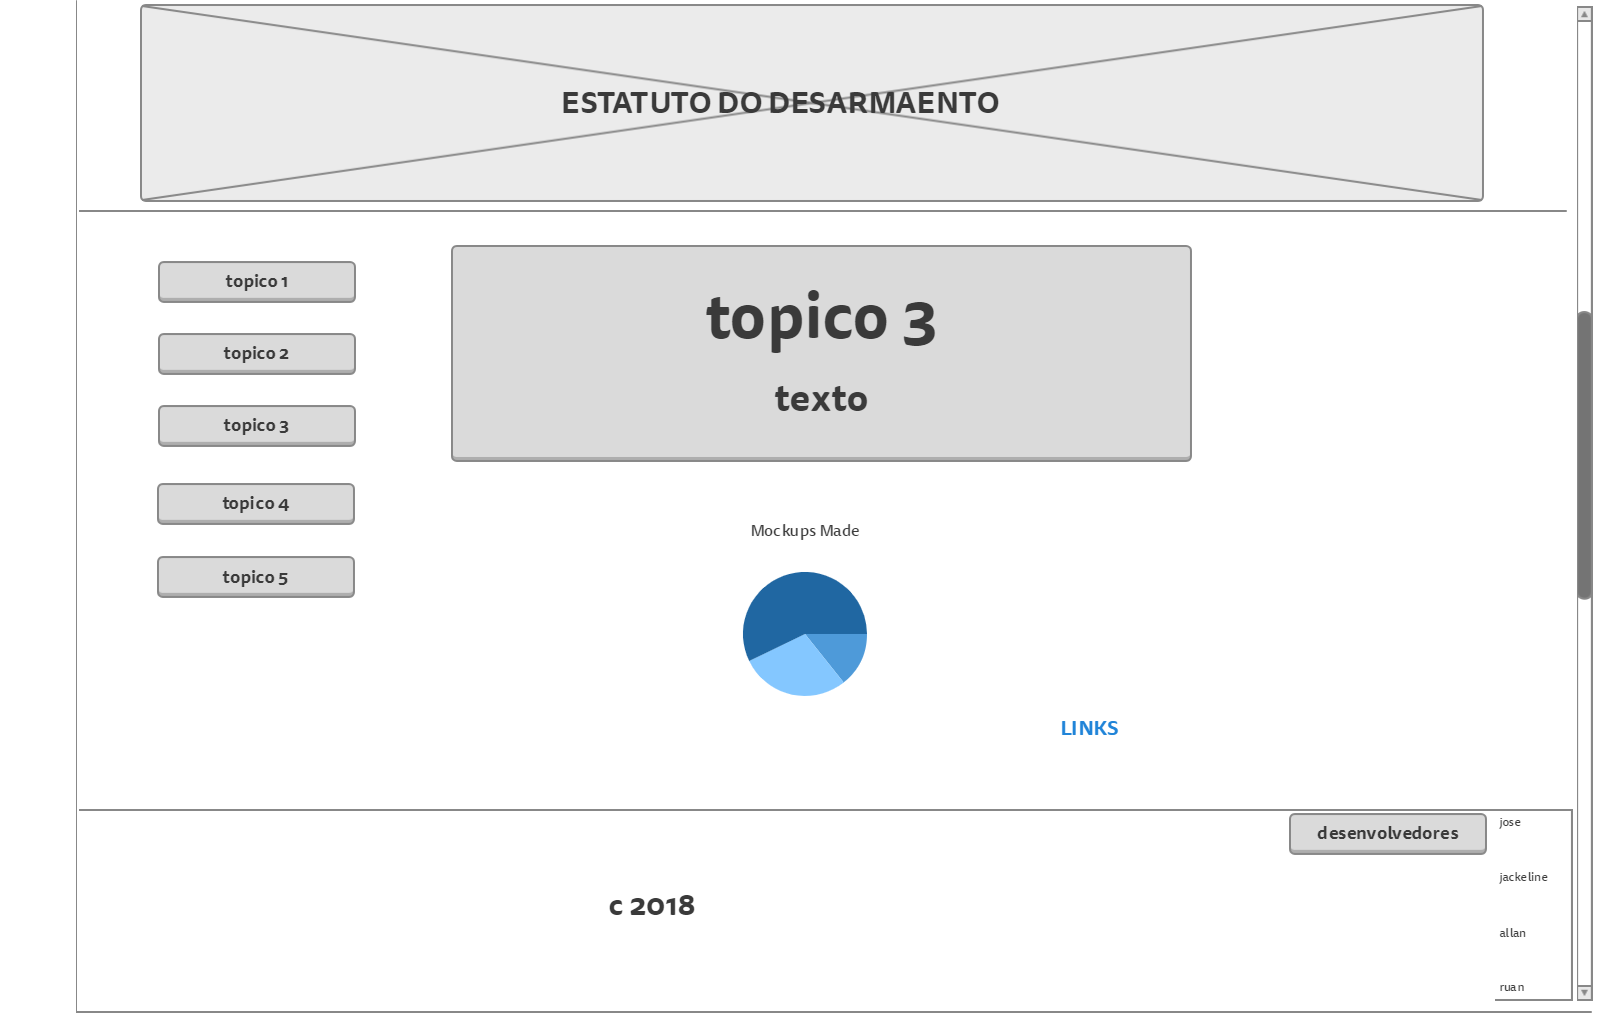 ESTATUTO DO DESARMAENTO
topico 1
topico 2
topico 3
topico 4
topico 5
topico 3
texto
Mockups Made
LINKS
desenvolvedores
jose
jackeline
allan
ruan
c 2018